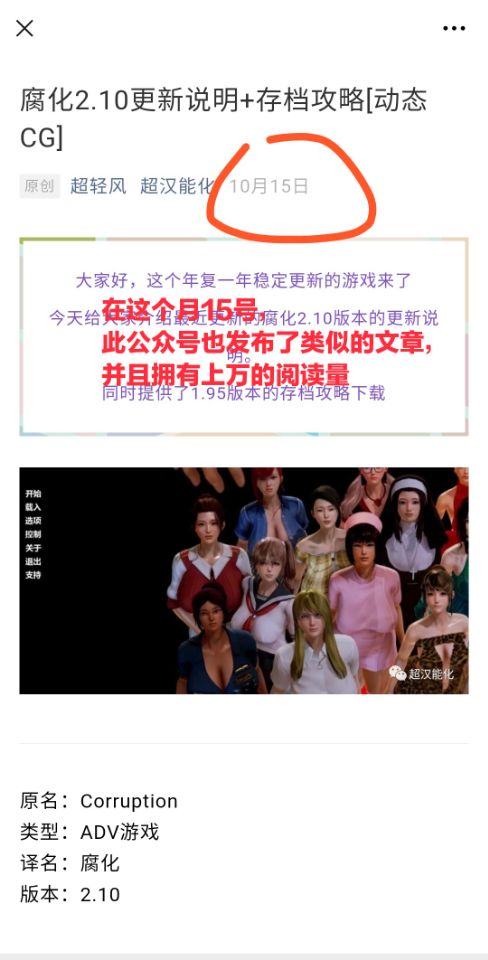 腐化2.10更新说明+存档攻略[动态
CG]
原创 超轻风 超汉能化 10月15日
大家好，这个年复一年稳定更新的游戏来了
在这个月15号,
今天给大家介绍最近更新的腐化2.10版本的更新说
此公众号也发布了类似的文章,
明。
并且拥有上万的阅读量
同时提供了1.95版本的存档攻略下载
开始
载入
选项
控制
关于
退出
支持
超汉能化
原名：Corruption
类型：ADV游戏
译名：腐化
版本：2.10